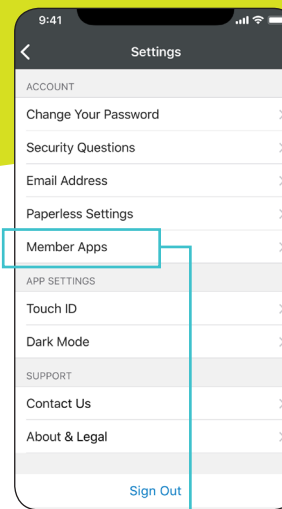 9:41
Settings
ACCOUNT
Change Your Password
Security Questions
Email Address
Paperless Settings
Member Apps
APP SETTINGS
Touch ID
Dark Mode
SUPPORT
Contact Us
About & Legal
Sign Out